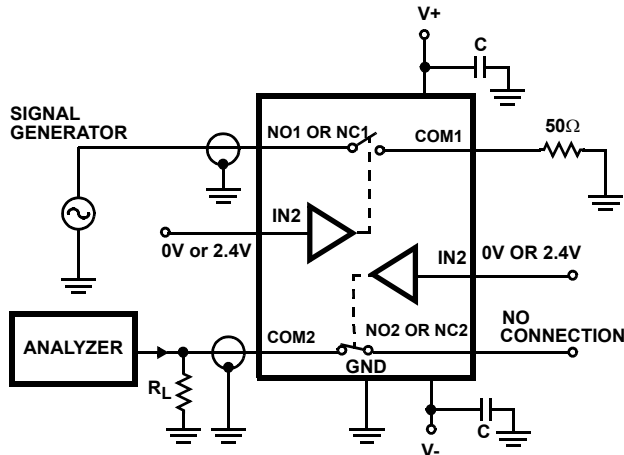 V+
C
SIGNAL
GENERATOR
NO1 OR NC1
COM1
50Ω
IN2
0V or 2.4V
IN2
0V OR 2.4V
NO
CONNECTION
ANALYZER
COM2
NO2 OR NC2
GND
RL
C
V-